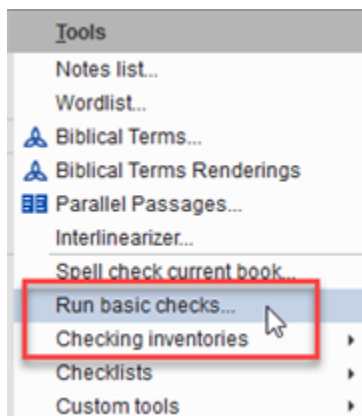 Tools
Notes list...
Wordlist...
Biblical Terms...
Biblical Terms Renderings
Parallel Passages...
Interlinearizer...
Spell check current book...
Run basic checks...
Checking inventories
Checklists
Custom tools